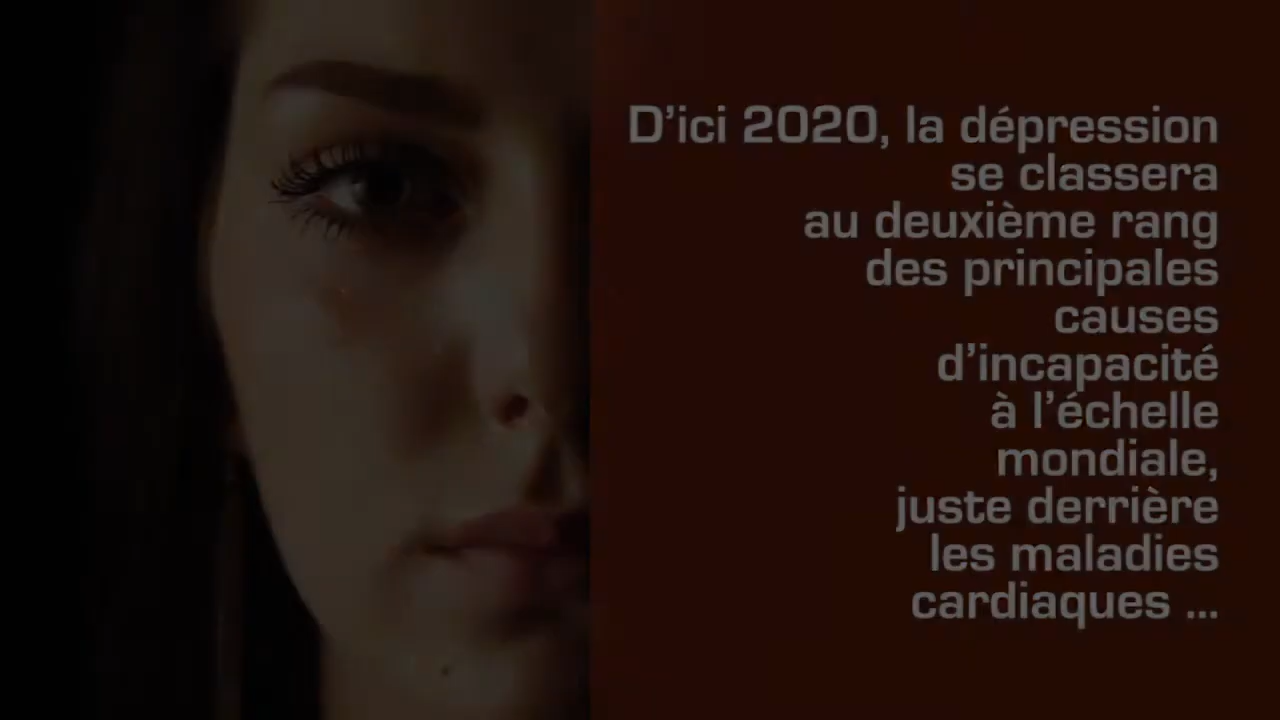 D’ici 2020, la dépression
se classera
au deuxième rang
des principales
causes
d’incapacité
à l’échelle
mondiale,
juste derrière
les maladies
cardiaques ...